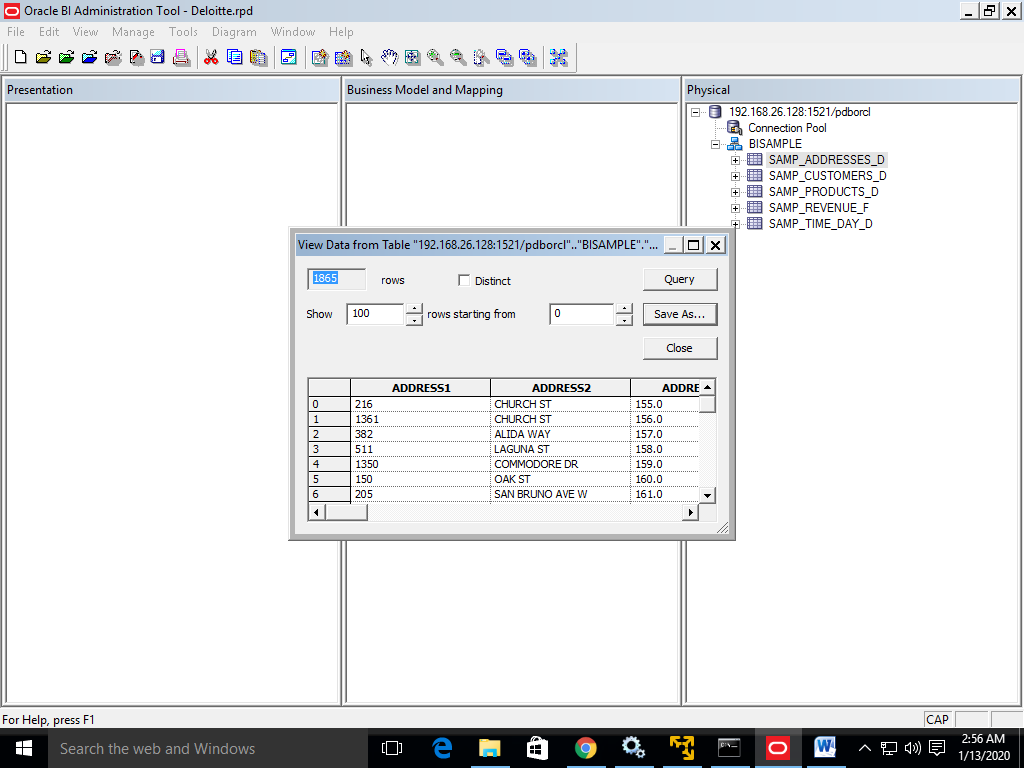 Oracle BI Administration Tool - Deloitte.rpd
File Edit View Manage Tools Diagram Window Help
Presentation
Business Model and Mapping
Physical
192.168.26.128:1521/pdborcl
Connection Pool
BISAMPLE
SAMP_ADDRESSES_D
SAMP_CUSTOMERS_D
SAMP_PRODUCTS_D
SAMP_REVENUE_F
SAMP_TIME_DAY_D
View Data from Table "192.168.26.128:1521/pdborcl".."BISAMPLE"."...
1865 rows Distinct Query
Show 100 rows starting from 0 Save As...
Close
ADDRESS1 ADDRESS2 ADDRE
0 216 CHURCH ST 155.0
1 1361 CHURCH ST 156.0
2 382 ALIDA WAY 157.0
3 511 LAGUNA ST 158.0
4 1350 COMMODORE DR 159.0
5 150 OAK ST 160.0
6 205 SAN BRUNO AVE W 161.0
For Help, press F1
CAP
Search the web and Windows
2:56 AM
1/13/2020